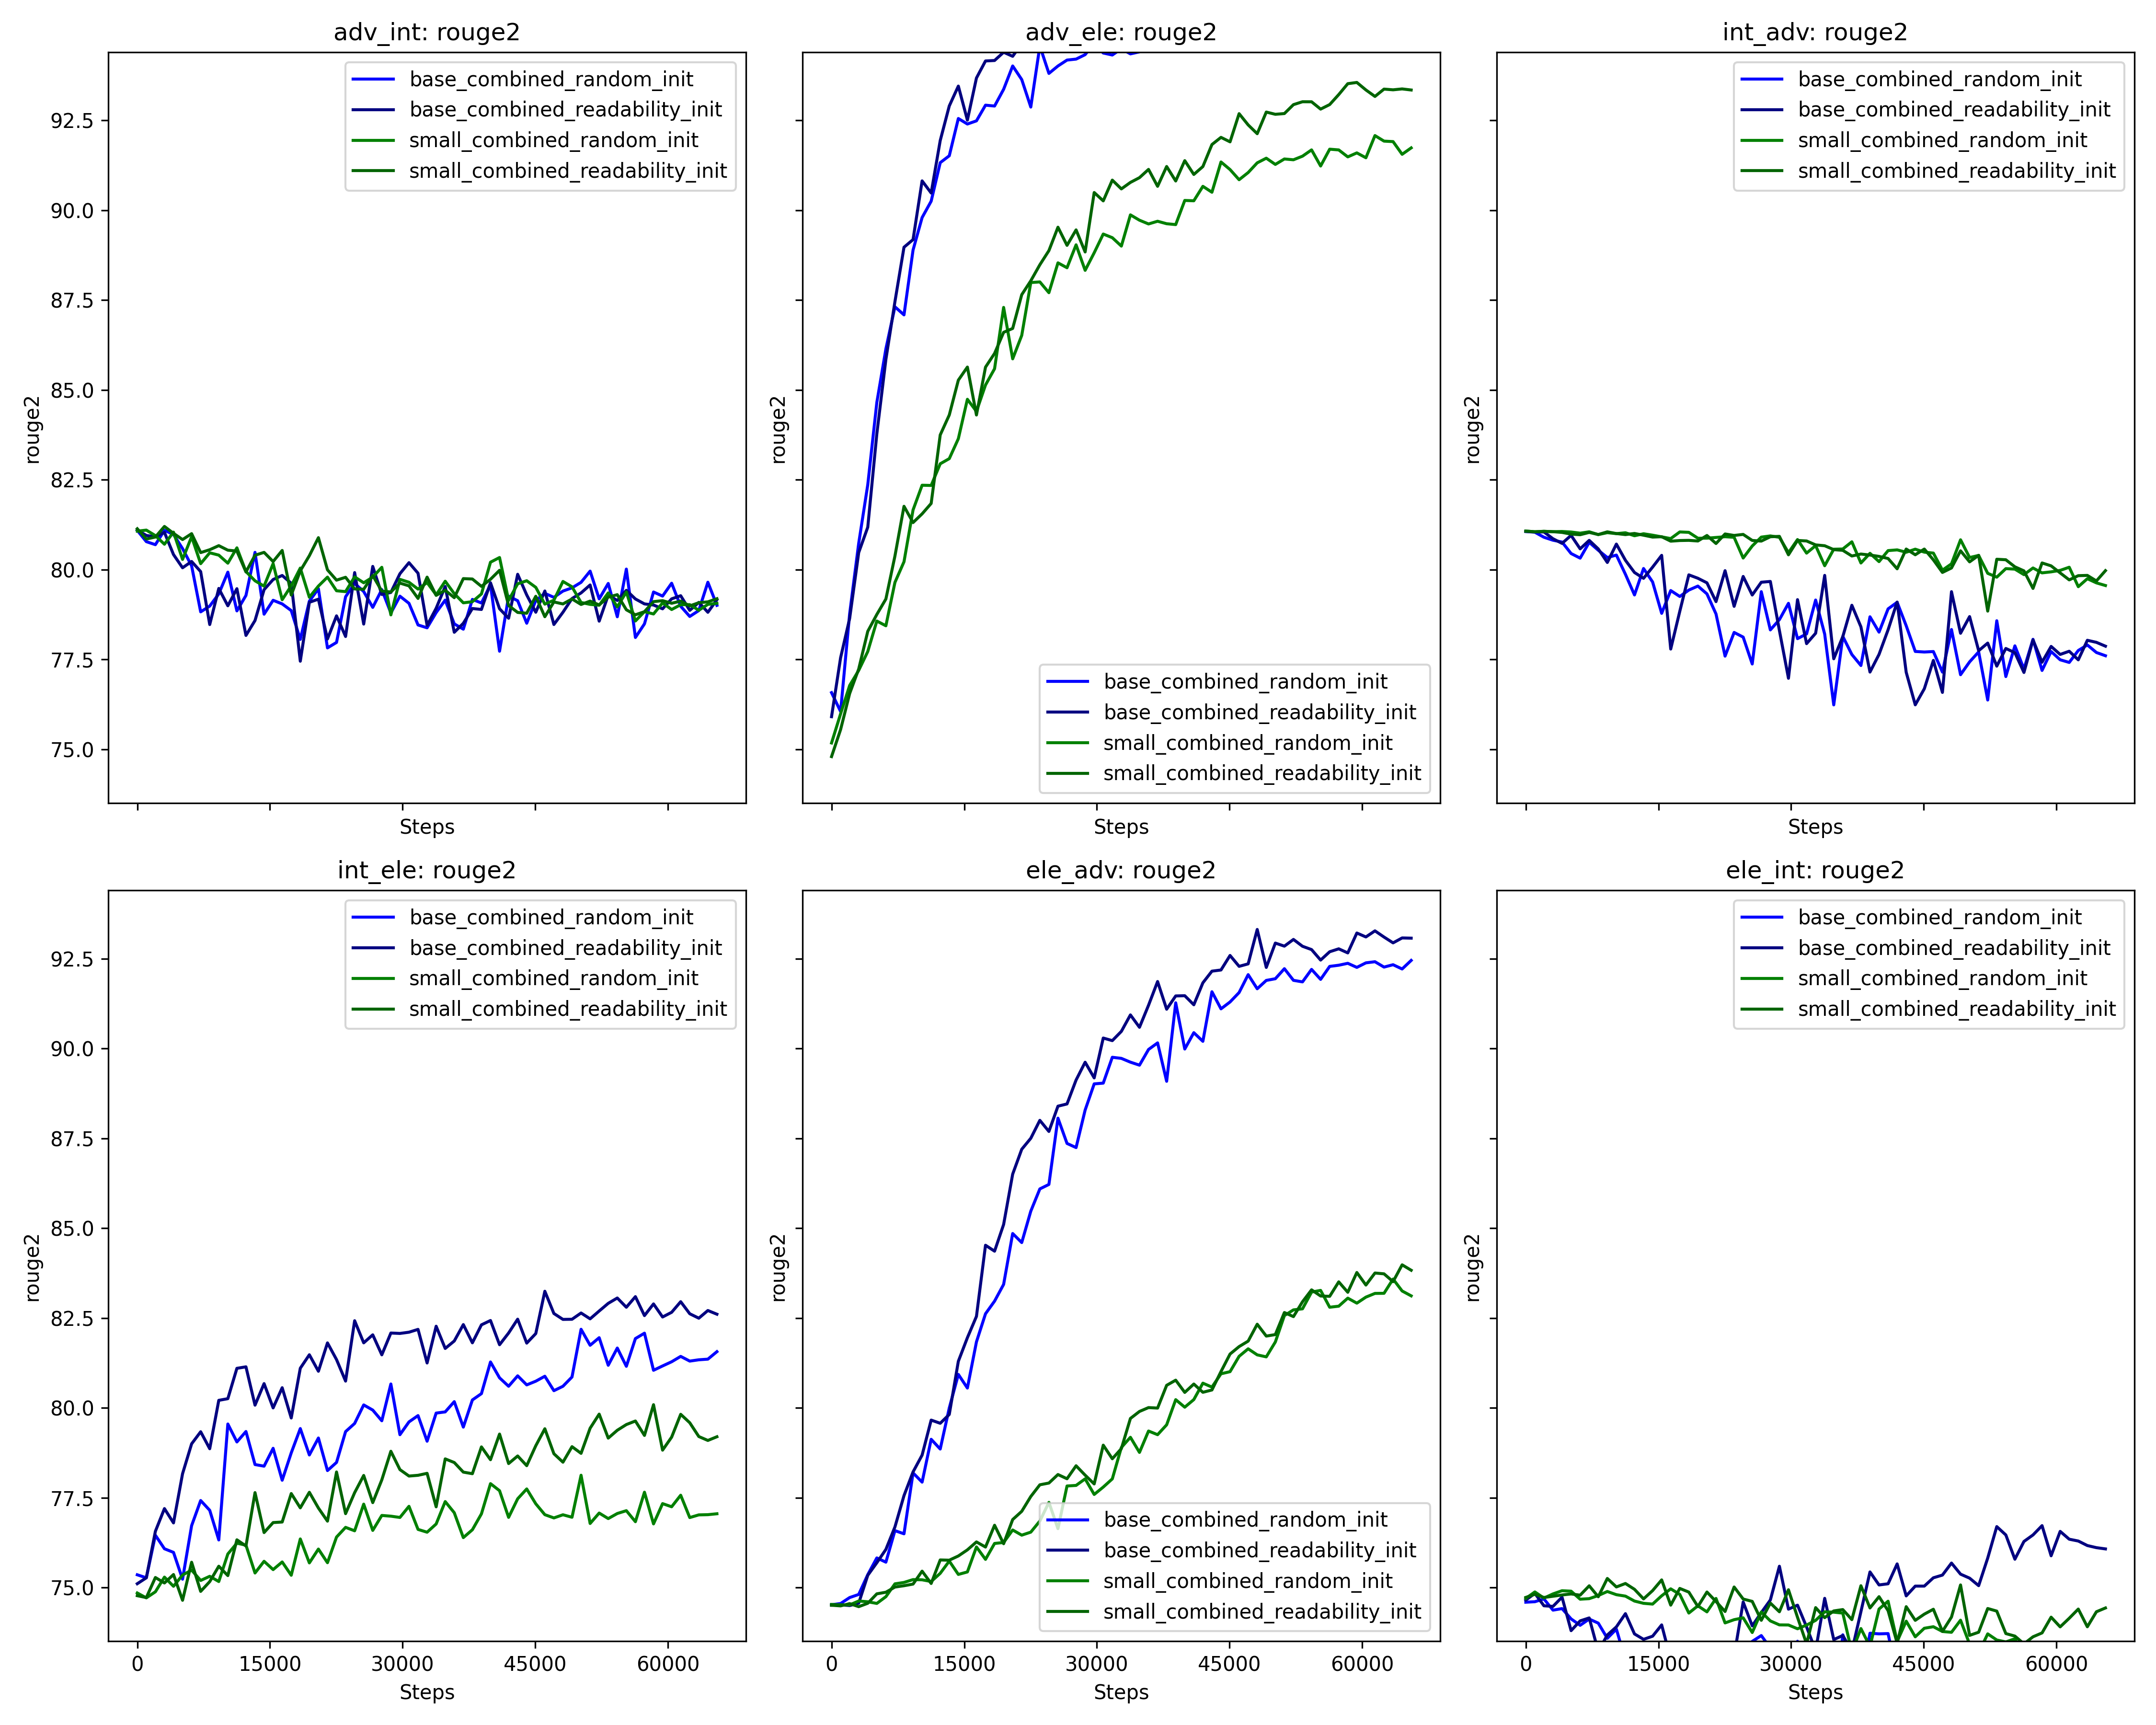 adv_int: rouge2
adv_ele: rouge2
int_adv: rouge2
base_combined_random_init
base_combined_readability_init
small_combined_random_init
small_combined_readability_init
92.5
90.0
87.5
85.0
82.5
80.0
77.5
75.0
rouge2
Steps
base_combined_random_init
base_combined_readability_init
small_combined_random_init
small_combined_readability_init
rouge2
Steps
base_combined_random_init
base_combined_readability_init
small_combined_random_init
small_combined_readability_init
rouge2
Steps
int_ele: rouge2
ele_adv: rouge2
ele_int: rouge2
base_combined_random_init
base_combined_readability_init
small_combined_random_init
small_combined_readability_init
92.5
90.0
87.5
85.0
82.5
80.0
77.5
75.0
rouge2
0 15000 30000 45000 60000
Steps
base_combined_random_init
base_combined_readability_init
small_combined_random_init
small_combined_readability_init
rouge2
0 15000 30000 45000 60000
Steps
base_combined_random_init
base_combined_readability_init
small_combined_random_init
small_combined_readability_init
rouge2
0 15000 30000 45000 60000
Steps